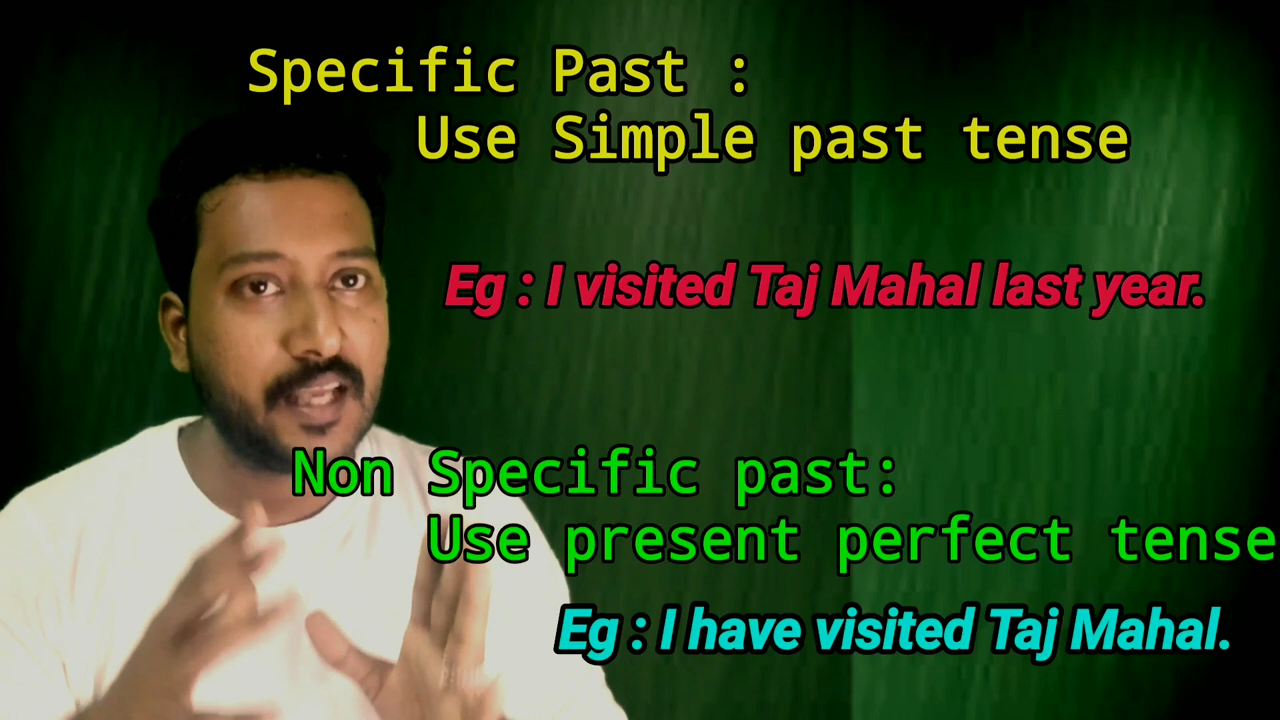 Specific Past :
Use Simple past tense
Eg : I visited Taj Mahal last year.
Non Specific past:
Use present perfect tense
Eg : I have visited Taj Mahal.